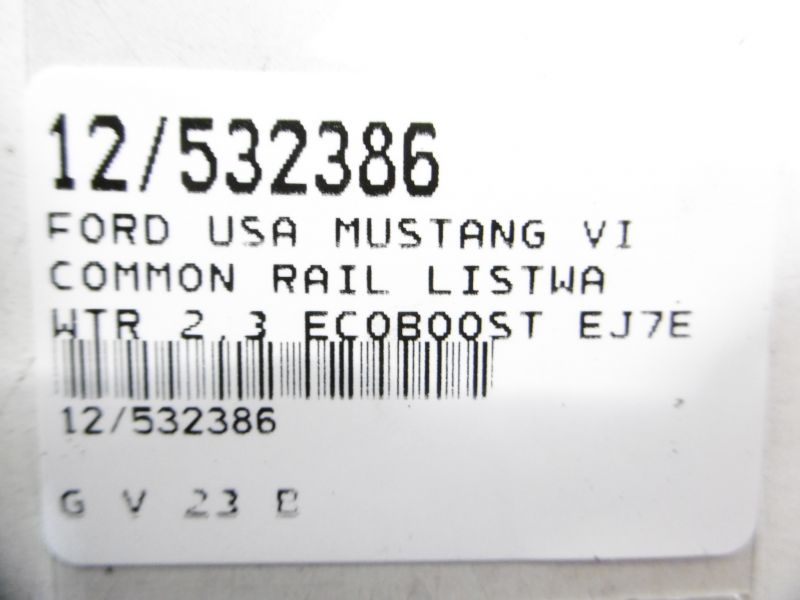 12/532386
FORD USA MUSTANG VI
COMMON RAIL LISTWA
WTR 2.3 ECOBOOST EJ7E
12/532386
G V 23 B